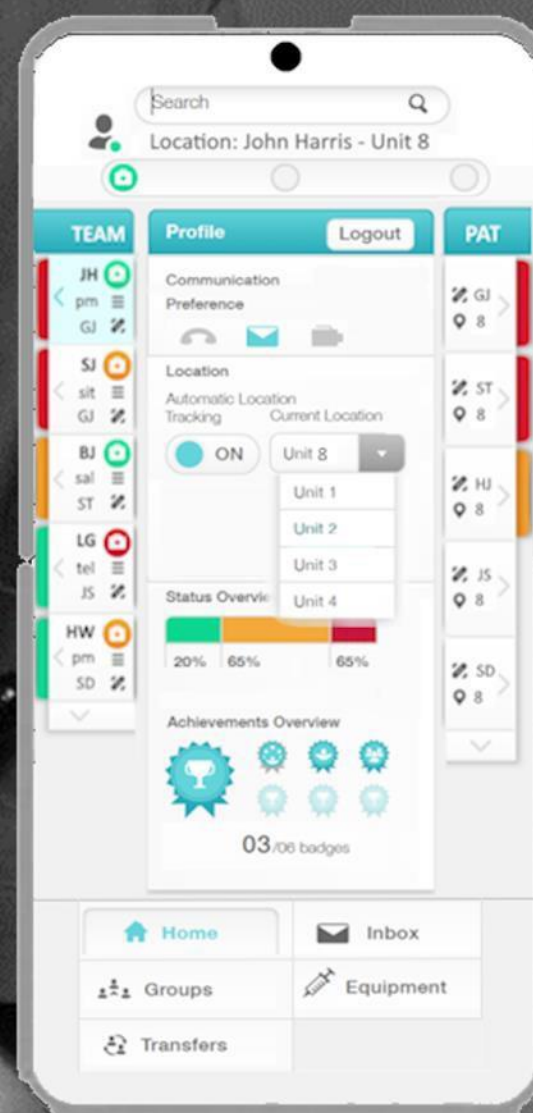 Search
Location: John Harris - Unit 8
TEAM
JH
pm
GJ
SJ
sit
GJ
BJ
sal
ST
LG
tel
JS
HW
pm
SD
Profile
Logout
Communication
Preference
Location
Automatic Location
Tracking
Current Location
ON
Unit 8
Unit 1
Unit 2
Unit 3
Unit 4
Status Overvie
20% 65% 65%
Achievements Overview
03/06 badges
PAT
GJ
8
ST
8
HJ
8
JS
8
SD
8
Home
Inbox
Groups
Equipment
Transfers